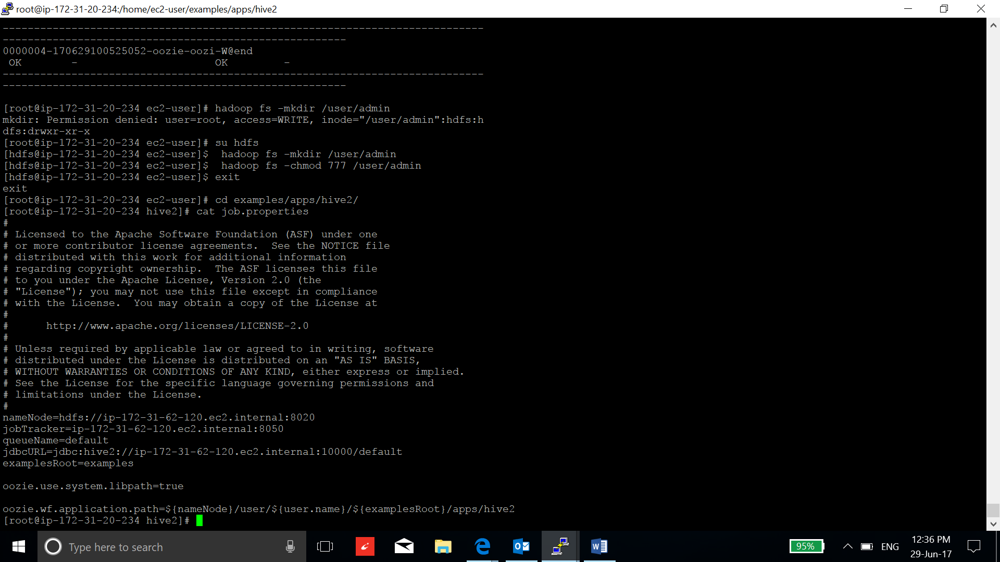 root@ip-172-31-20-234:/home/ec2-user/examples/apps/hive2
-----------------------------------------------------------------------------
-------------------------------------------------------
0000004-170629100525052-oozie-oozi-W@end
 OK        -                      OK         -
-----------------------------------------------------------------------------
-------------------------------------------------------
[root@ip-172-31-20-234 ec2-user]# hadoop fs -mkdir /user/admin
mkdir: Permission denied: user=root, access=WRITE, inode="/user/admin":hdfs:h
dfs:drwxr-xr-x
[root@ip-172-31-20-234 ec2-user]# su hdfs
[hdfs@ip-172-31-20-234 ec2-user]$  hadoop fs -mkdir /user/admin
[hdfs@ip-172-31-20-234 ec2-user]$  hadoop fs -chmod 777 /user/admin
[hdfs@ip-172-31-20-234 ec2-user]$ exit
exit
[root@ip-172-31-20-234 ec2-user]# cd examples/apps/hive2/
[root@ip-172-31-20-234 hive2]# cat job.properties
#
# Licensed to the Apache Software Foundation (ASF) under one
# or more contributor license agreements.  See the NOTICE file
# distributed with this work for additional information
# regarding copyright ownership.  The ASF licenses this file
# to you under the Apache License, Version 2.0 (the
# "License"); you may not use this file except in compliance
# with the License.  You may obtain a copy of the License at
#
#      http://www.apache.org/licenses/LICENSE-2.0
#
# Unless required by applicable law or agreed to in writing, software
# distributed under the License is distributed on an "AS IS" BASIS,
# WITHOUT WARRANTIES OR CONDITIONS OF ANY KIND, either express or implied.
# See the License for the specific language governing permissions and
# limitations under the License.
#
nameNode=hdfs://ip-172-31-62-120.ec2.internal:8020
jobTracker=ip-172-31-62-120.ec2.internal:8050
queueName=default
jdbcURL=jdbc:hive2://ip-172-31-62-120.ec2.internal:10000/default
examplesRoot=examples
oozie.use.system.libpath=true
oozie.wf.application.path=${nameNode}/user/${user.name}/${examplesRoot}/apps/hive2
[root@ip-172-31-20-234 hive2]#
Type here to search
95%
ENG
12:36 PM
29-Jun-17